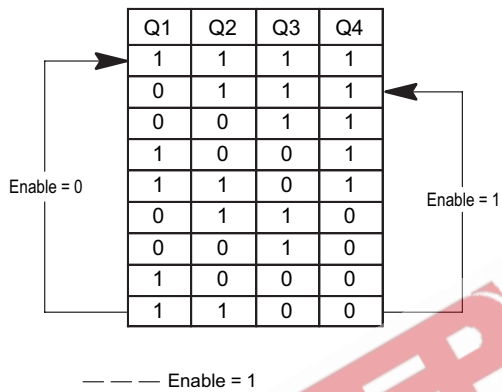 Q1 Q2 Q3 Q4
1 1 1 1
0 1 1 1
0 0 1 1
1 0 0 1
1 1 0 1
0 1 1 0
0 0 1 0
1 0 0 0
1 1 0 0
Enable = 0
Enable = 1
— — — Enable = 1